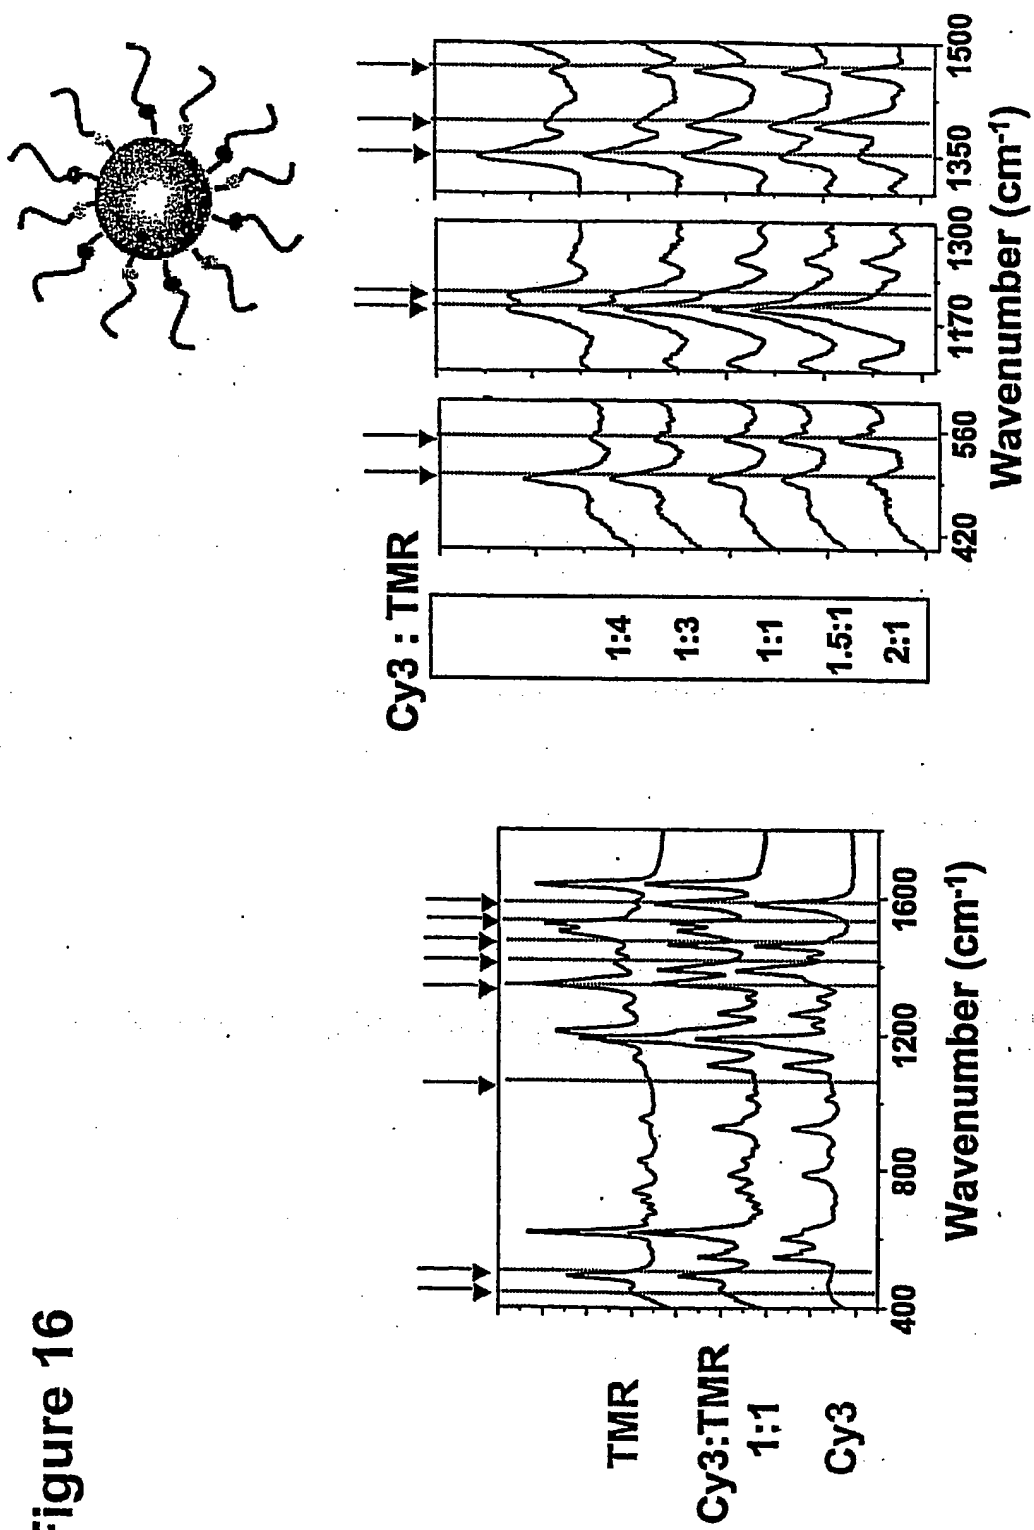 Figure 16
TMR
Cy3:TMR
1:1
Cy3
400
800
1200
1600
Wavenumber (cm-1)
Cy3 : TMR
1:4
1:3
1:1
1.5:1
2:1
420
560
1170
1300
1350
1500
Wavenumber (cm-1)